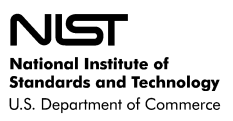 NIST
National Institute of
Standards and Technology
U.S. Department of Commerce